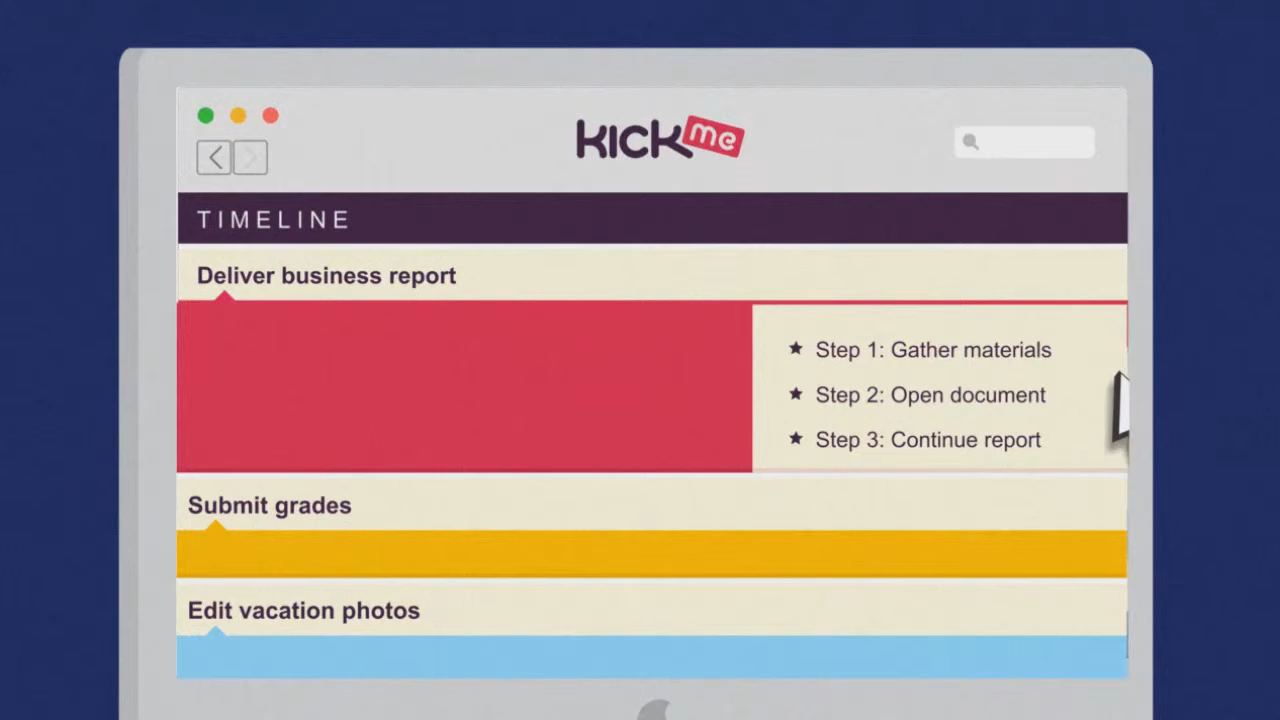 KICK me
TIMELINE
Deliver business report
Step 1: Gather materials
Step 2: Open document
Step 3: Continue report
Submit grades
Edit vacation photos